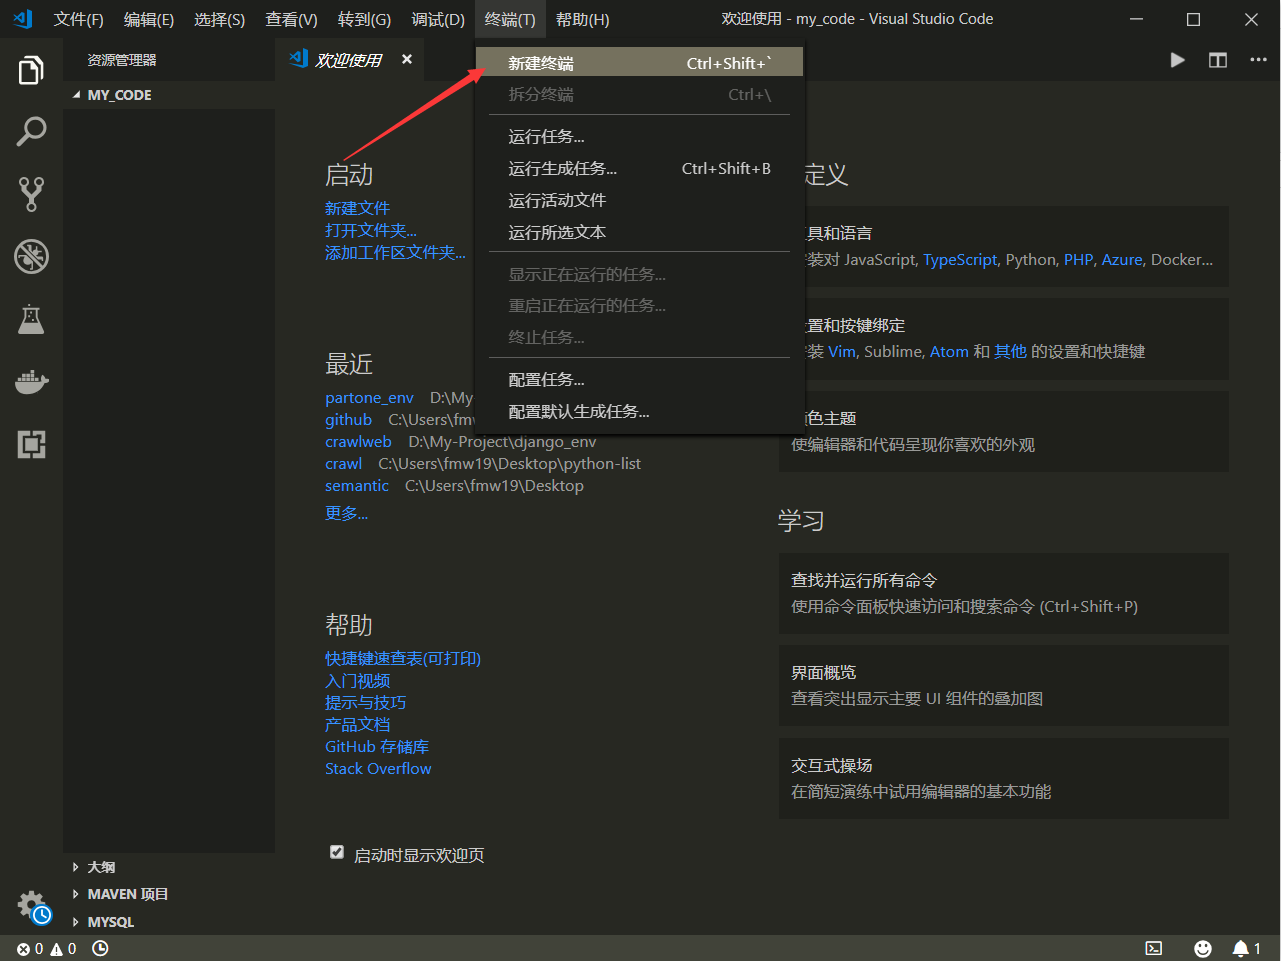 文件(F) 编辑(E) 选择(S) 查看(V) 转到(G) 调试(D) 终端(T) 帮助(H) 欢迎使用 - my_code - Visual Studio Code
资源管理器
欢迎使用
MY_CODE
新建终端 Ctrl+Shift+`
拆分终端 Ctrl+\
运行任务...
运行生成任务... Ctrl+Shift+B
运行活动文件
运行所选文本
显示正在运行的任务...
重启正在运行的任务...
终止任务...
配置任务...
配置默认生成任务...
启动
新建文件
打开文件夹...
添加工作区文件夹...
最近
partone_env D:\My-
github C:\Users\fmw
crawlweb D:\My-Project\django_env
crawl C:\Users\fmw19\Desktop\python-list
semantic C:\Users\fmw19\Desktop
更多...
帮助
快捷键速查表(可打印)
入门视频
提示与技巧
产品文档
GitHub 存储库
Stack Overflow
启动时显示欢迎页
定义
具和语言
装对 JavaScript, TypeScript, Python, PHP, Azure, Docker...
置和按键绑定
装 Vim, Sublime, Atom 和 其他 的设置和快捷键
色主题
使编辑器和代码呈现你喜欢的外观
学习
查找并运行所有命令
使用命令面板快速访问和搜索命令 (Ctrl+Shift+P)
界面概览
查看突出显示主要 UI 组件的叠加图
交互式操场
在简短演练中试用编辑器的基本功能
大纲
MAVEN 项目
MYSQL
0 0 1